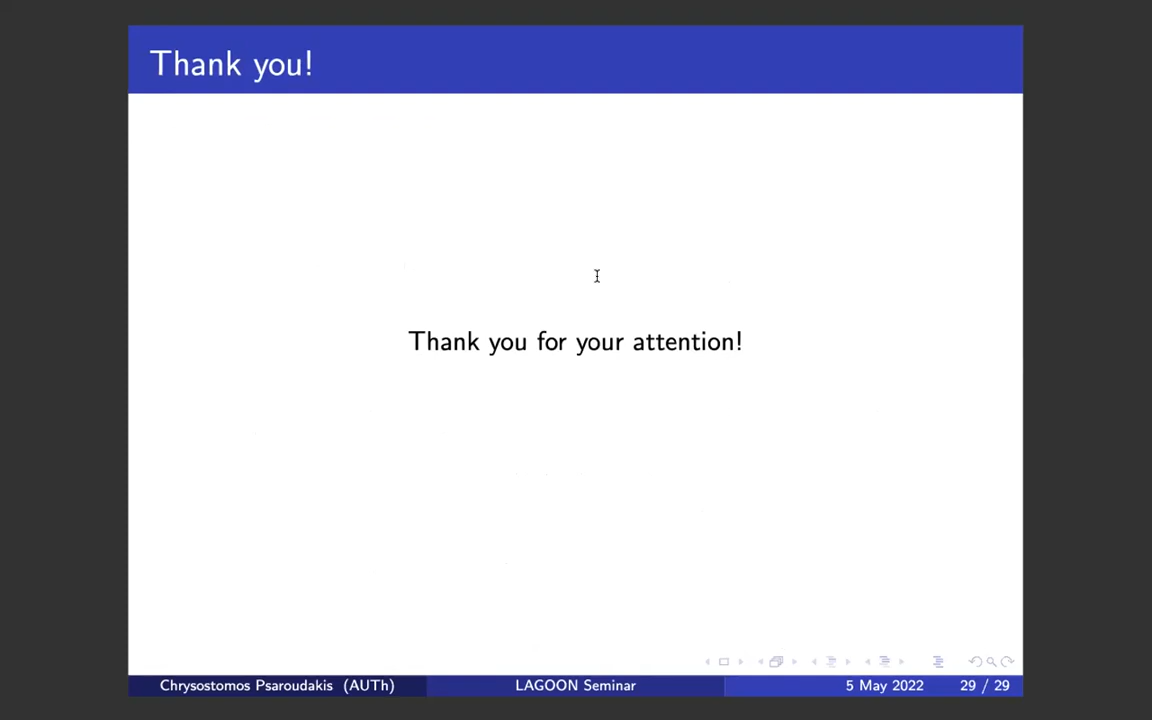 Thank you!
Thank you for your attention!
Chrysostomos Psaroudakis (AUTh) LAGOON Seminar 5 May 2022 29 / 29